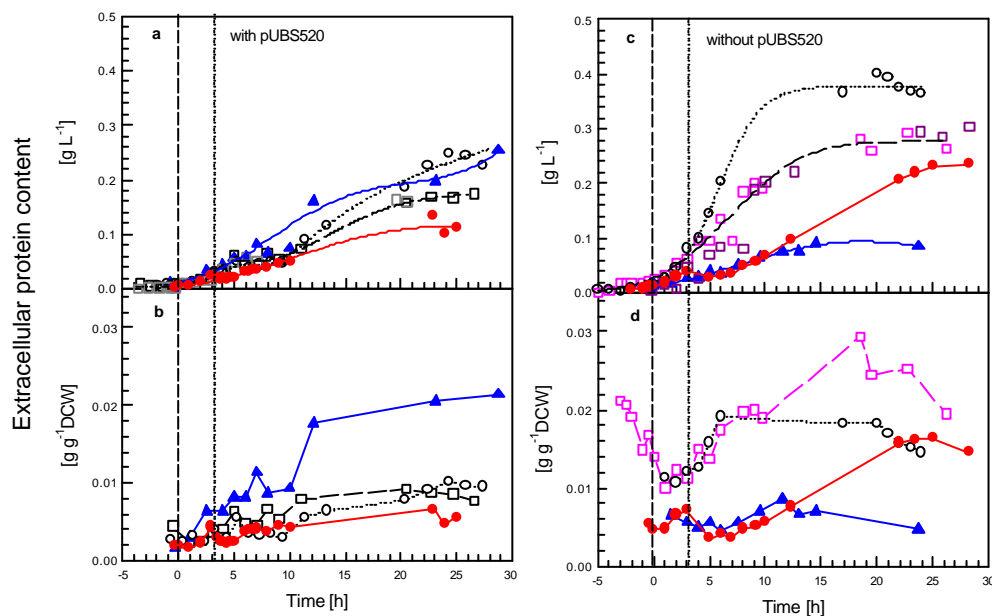 Extracellular protein content
0.5
a
with pUBS520
0.4
[g L-1]
0.3
0.2
0.1
0.0
b
0.03
[g g-1DCW]
0.02
0.01
0.00
-5 0 5 10 15 20 25 30
Time [h]
0.5
c
without pUBS520
0.4
[g L-1]
0.3
0.2
0.1
0.0
d
0.03
[g g-1DCW]
0.02
0.01
0.00
-5 0 5 10 15 20 25 30
Time [h]